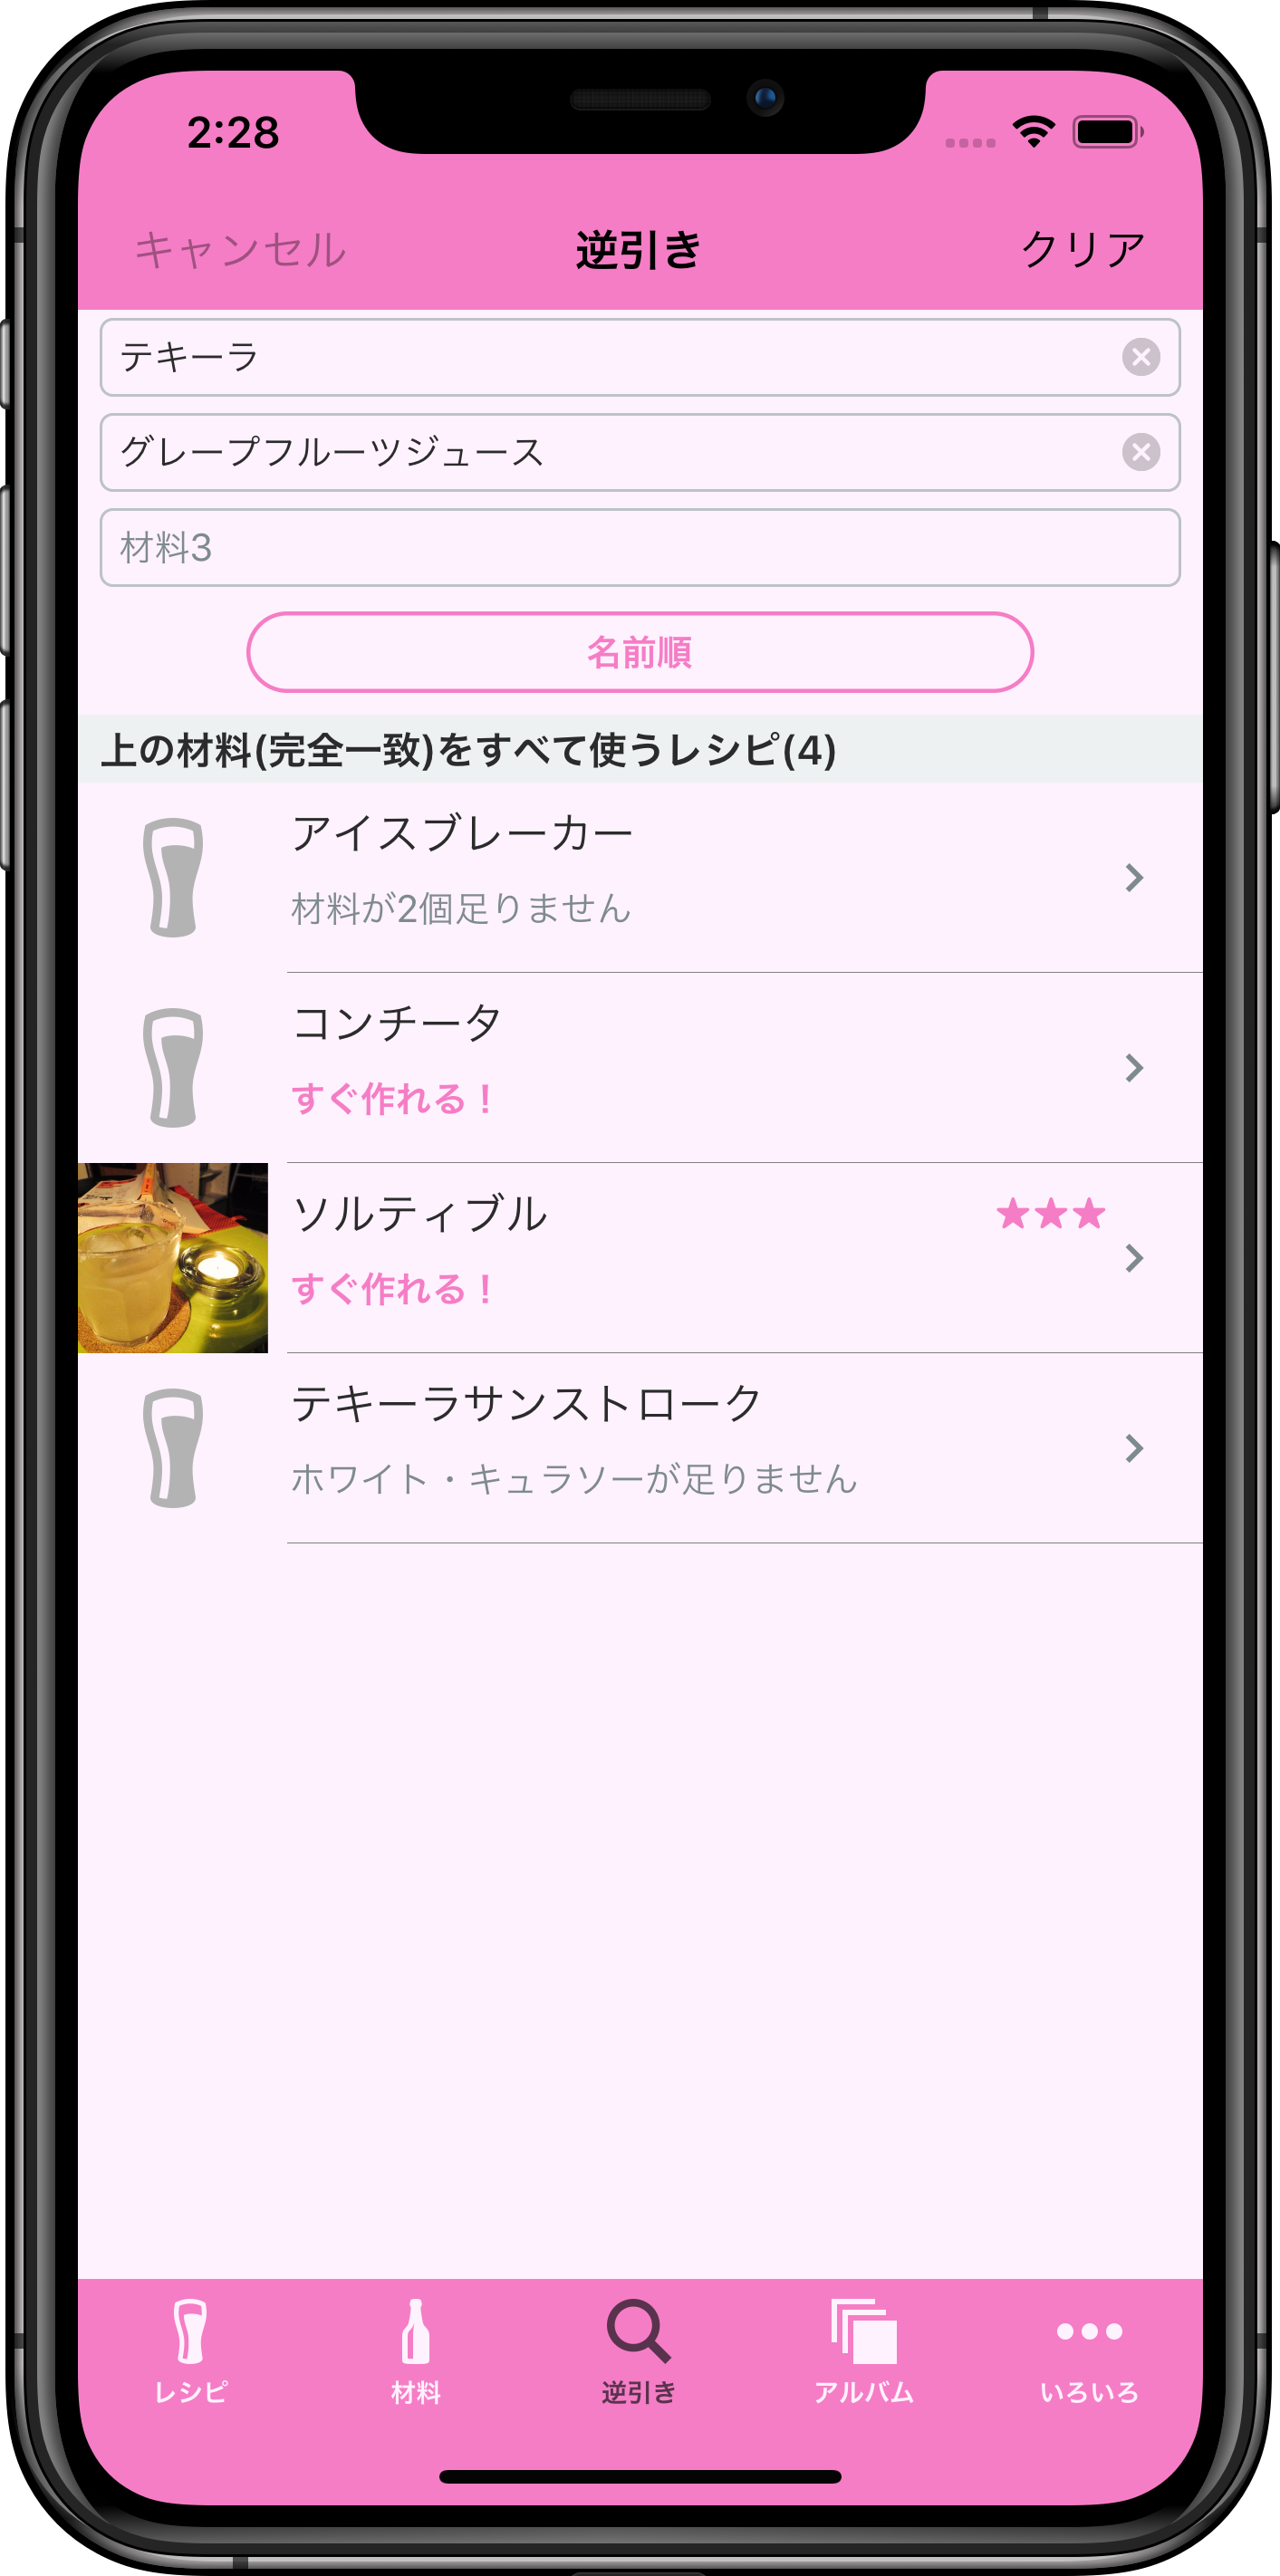 2:28
キャンセル 逆引き クリア
テキーラ
グレープフルーツジュース
材料3
名前順
上の材料(完全一致)をすべて使うレシピ(4)
アイスブレーカー
材料が2個足りません
コンチータ
すぐ作れる！
ソルティブル ★★★
すぐ作れる！
テキーラサンストローク
ホワイト・キュラソーが足りません
レシピ 材料 逆引き アルバム いろいろ